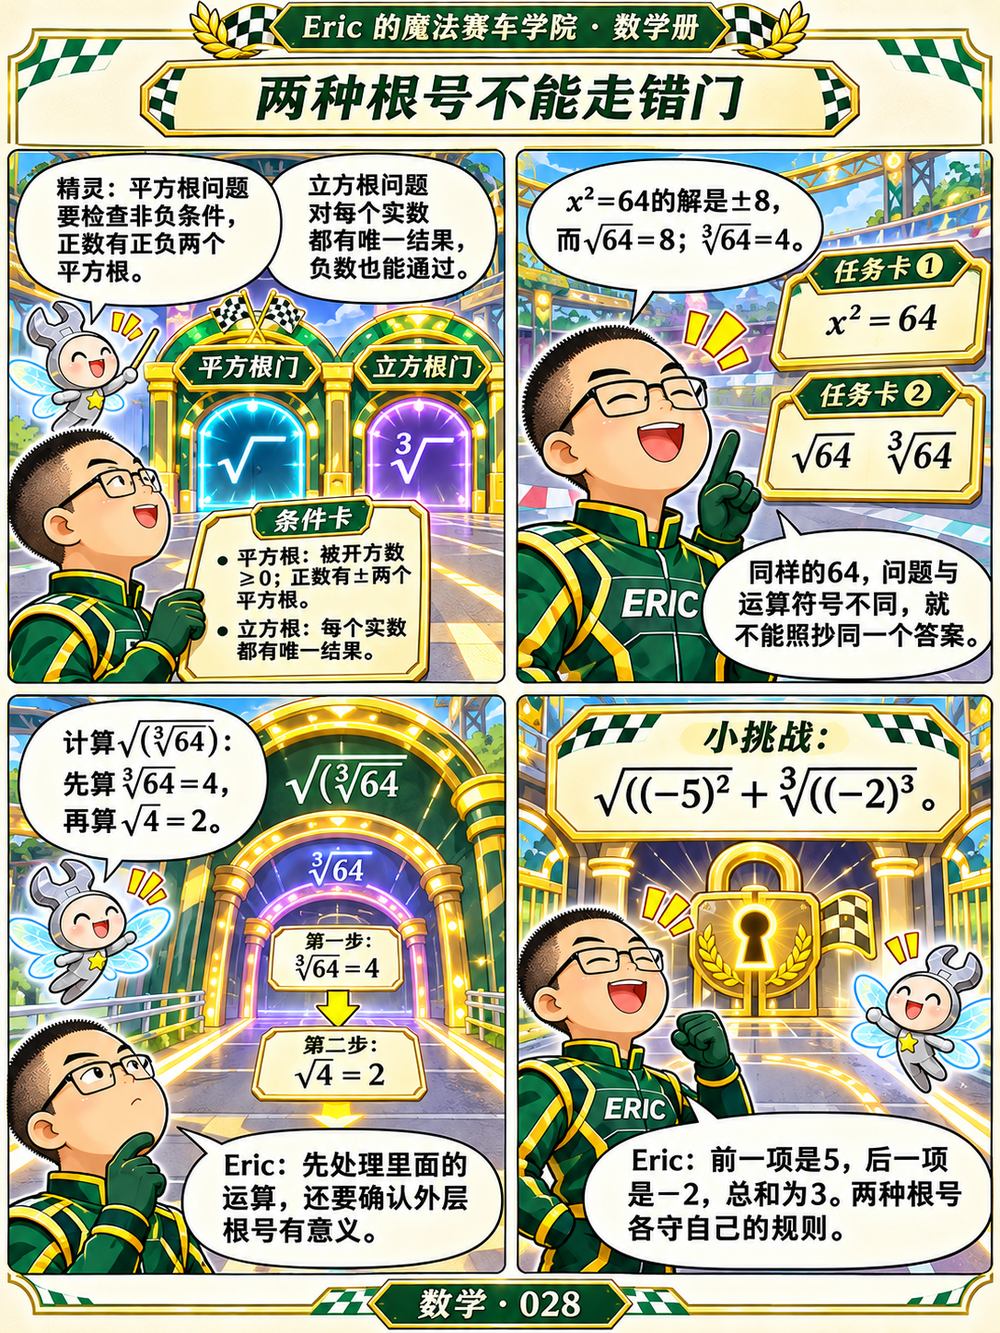 Eric 的魔法赛车学院 · 数学册
两种根号不能走错门
精灵：平方根问题
要检查非负条件，
正数有正负两个
平方根。
立方根问题
对每个实数
都有唯一结果，
负数也能通过。
平方根门
立方根门
√
∛
条件卡
• 平方根：被开方数
≥0；正数有±两个
平方根。
• 立方根：每个实数
都有唯一结果。
E
x²=64的解是±8，
而√64=8；∛64=4。
任务卡①
x² = 64
任务卡②
√64 ∛64
ERIC
同样的64，问题与
运算符号不同，就
不能照抄同一个答案。
计算√(∛64)：
先算∛64=4，
再算√4=2。
√(∛64
∛64
第一步：
∛64=4
第二步：
√4=2
Eric：先处理里面的
运算，还要确认外层
根号有意义。
小挑战：
√((−5)² + ∛((−2)³。
ERIC
Eric：前一项是5，后一项
是−2，总和为3。两种根号
各守自己的规则。
数学 · 028